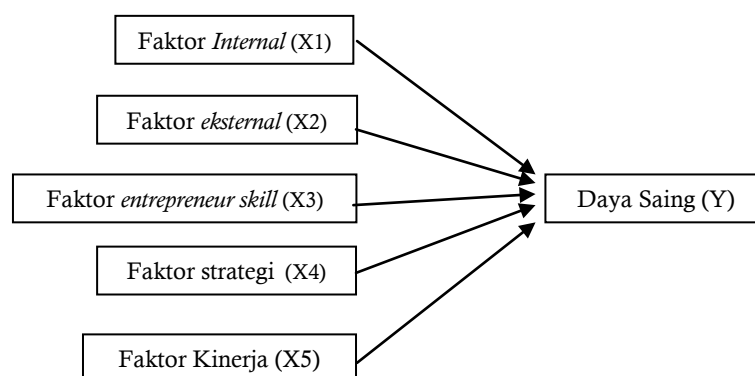 Faktor Internal (X1)
Faktor eksternal (X2)
Faktor entrepreneur skill (X3)
Daya Saing (Y)
Faktor strategi (X4)
Faktor Kinerja (X5)